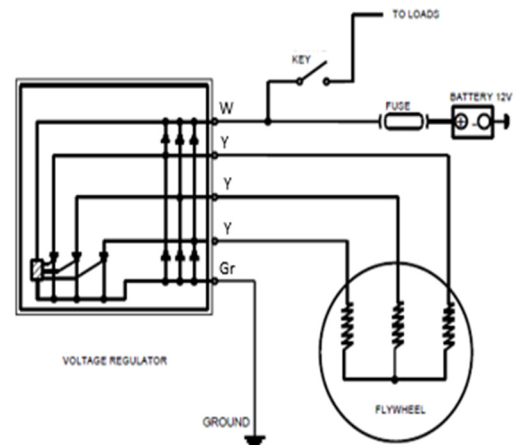 TO LOADS
KEY
W
FUSE
BATTERY 12V
+ -
Y
Y
Y
Gr
VOLTAGE REGULATOR
GROUND
FLYWHEEL